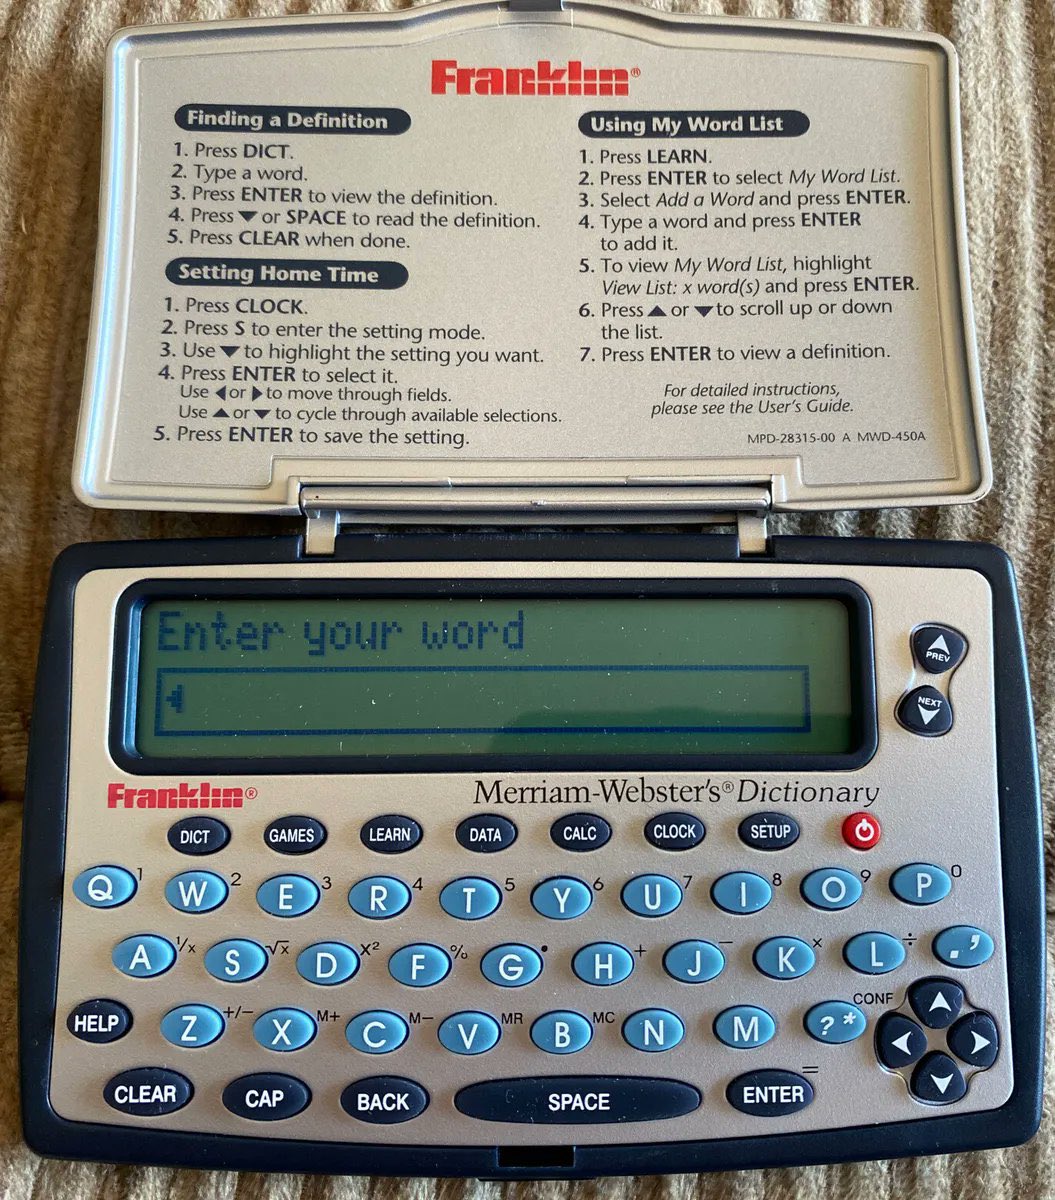 Franklin®
Finding a Definition
1. Press DICT.
2. Type a word.
3. Press ENTER to view the definition.
4. Press ▼ or SPACE to read the definition.
5. Press CLEAR when done.
Setting Home Time
1. Press CLOCK.
2. Press S to enter the setting mode.
3. Use ▼ to highlight the setting you want.
4. Press ENTER to select it.
Use ◀ or ▶ to move through fields.
Use ▲ or ▼ to cycle through available selections.
5. Press ENTER to save the setting.
Using My Word List
1. Press LEARN.
2. Press ENTER to select My Word List.
3. Select Add a Word and press ENTER.
4. Type a word and press ENTER
to add it.
5. To view My Word List, highlight
View List: x word(s) and press ENTER.
6. Press ▲ or ▼ to scroll up or down
the list.
7. Press ENTER to view a definition.
For detailed instructions,
please see the User's Guide.
MPD-28315-00 A MWD-450A
Enter your word
PREV
NEXT
Franklin® Merriam-Webster's® Dictionary
DICT GAMES LEARN DATA CALC CLOCK SETUP
Q 1 W 2 E 3 R 4 T 5 Y 6 U 7 I 8 O 9 P 0
A 1/x S √x D X² F % G • H + J − K × L ÷ . ,
CONF
HELP Z +/− X M+ C M− V MR B MC N M ? *
CLEAR CAP BACK SPACE ENTER =